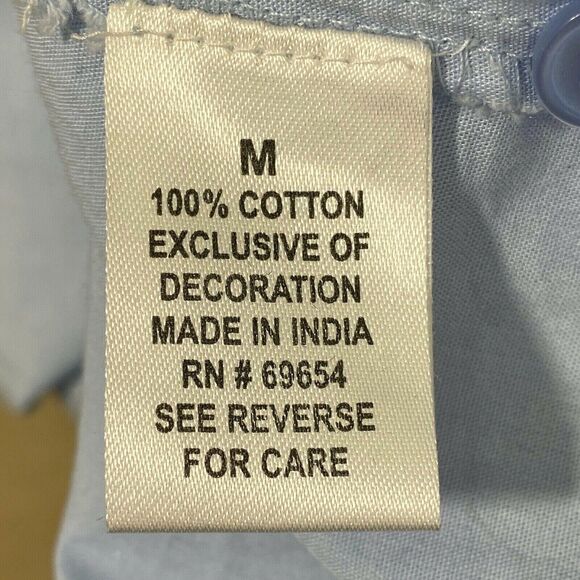 M
100% COTTON
EXCLUSIVE OF
DECORATION
MADE IN INDIA
RN # 69654
SEE REVERSE
FOR CARE